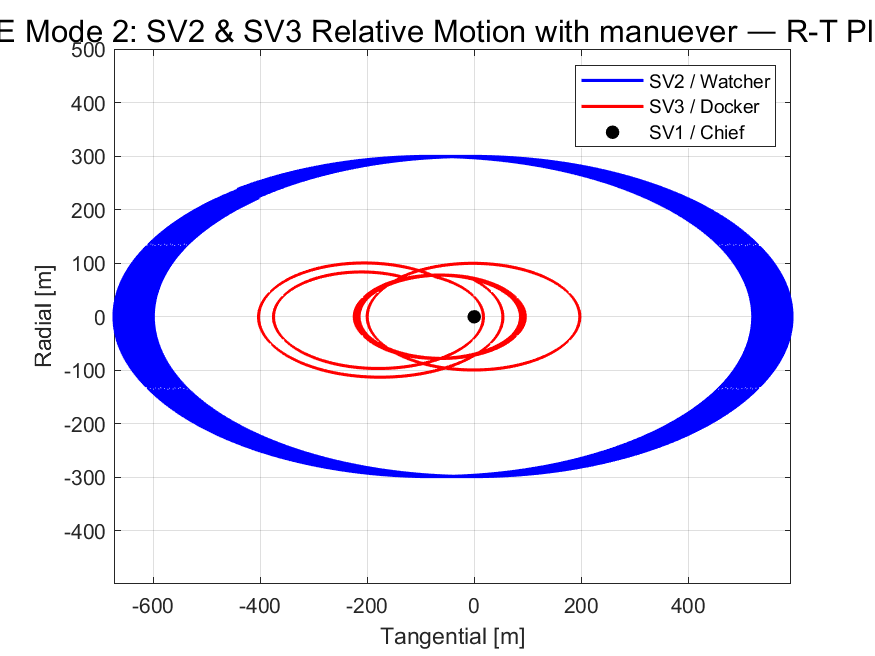 E Mode 2: SV2 & SV3 Relative Motion with manuever — R-T Pl
500
400
300
200
100
0
-100
-200
-300
-400
Radial [m]
SV2 / Watcher
SV3 / Docker
SV1 / Chief
-600 -400 -200 0 200 400
Tangential [m]